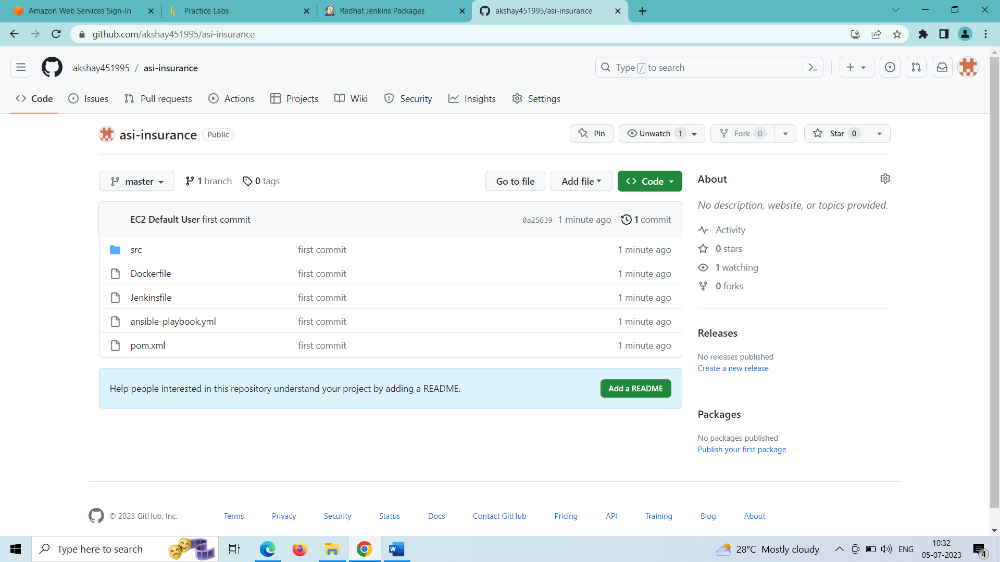 Amazon Web Services Sign-In
Practice Labs
Redhat Jenkins Packages
akshay451995/asi-insurance
github.com/akshay451995/asi-insurance
akshay451995 / asi-insurance
Type / to search
Code
Issues
Pull requests
Actions
Projects
Wiki
Security
Insights
Settings
asi-insurance Public
Pin
Unwatch 1
Fork 0
Star 0
master
1 branch
0 tags
Go to file
Add file
Code
EC2 Default User first commit 0a25639 1 minute ago 1 commit
src first commit 1 minute ago
Dockerfile first commit 1 minute ago
Jenkinsfile first commit 1 minute ago
ansible-playbook.yml first commit 1 minute ago
pom.xml first commit 1 minute ago
Help people interested in this repository understand your project by adding a README.
Add a README
About
No description, website, or topics provided.
Activity
0 stars
1 watching
0 forks
Releases
No releases published
Create a new release
Packages
No packages published
Publish your first package
© 2023 GitHub, Inc.
Terms
Privacy
Security
Status
Docs
Contact GitHub
Pricing
API
Training
Blog
About
Type here to search
W
28°C Mostly cloudy
ENG
10:32
05-07-2023
4